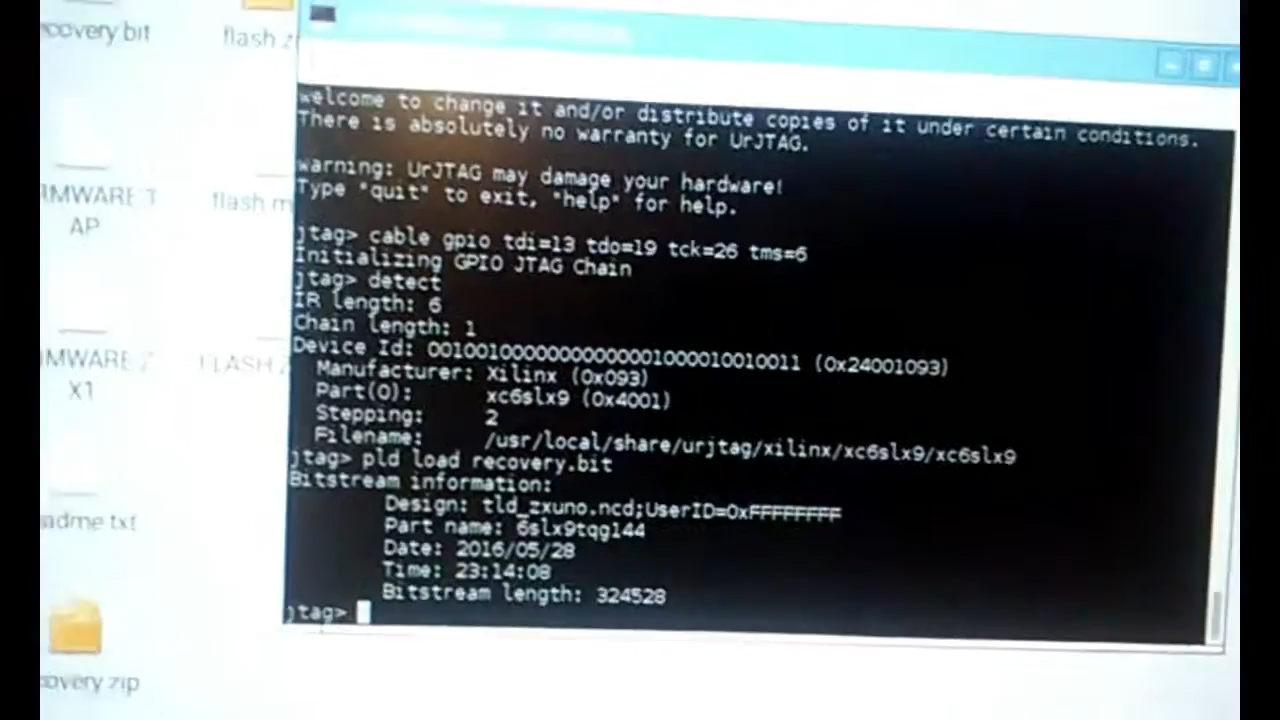 covery bit
flash z
welcome to change it and/or distribute copies of it under certain conditions.
There is absolutely no warranty for UrJTAG.
warning: UrJTAG may damage your hardware!
Type "quit" to exit, "help" for help.
jtag> cable gpio tdi=13 tdo=19 tck=26 tms=6
Initializing GPIO JTAG Chain
jtag> detect
IR length: 6
Chain length: 1
Device Id: 00100100000000000001000010010011 (0x24001093)
Manufacturer: Xilinx (0x093)
Part(0): xc6slx9 (0x4001)
Stepping: 2
Filename: /usr/local/share/urjtag/xilinx/xc6slx9/xc6slx9
jtag> pld load recovery.bit
Bitstream information:
Design: tld_zxuno.ncd;UserID=0xFFFFFFFF
Part name: 6slx9tqg144
Date: 2016/05/28
Time: 23:14:08
Bitstream length: 324528
jtag>
RMWARE T
AP
flash m
MWARE Z
X1
FLASH Z
adme txt
covery zip